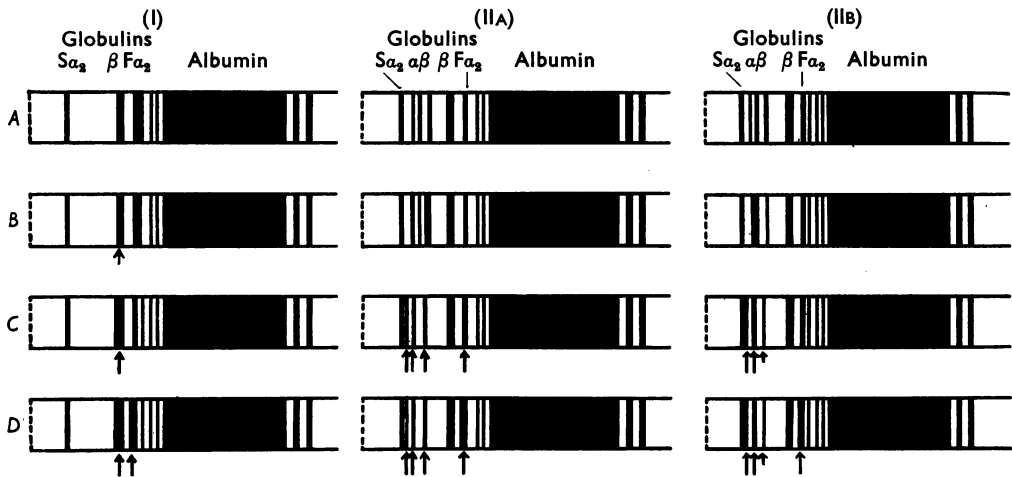 (I) (IIA) (IIB)
Globulins Globulins Globulins
Sα₂ β Fα₂ Albumin Sα₂ αβ β Fα₂ Albumin Sα₂ αβ β Fα₂ Albumin
A
B
C
D